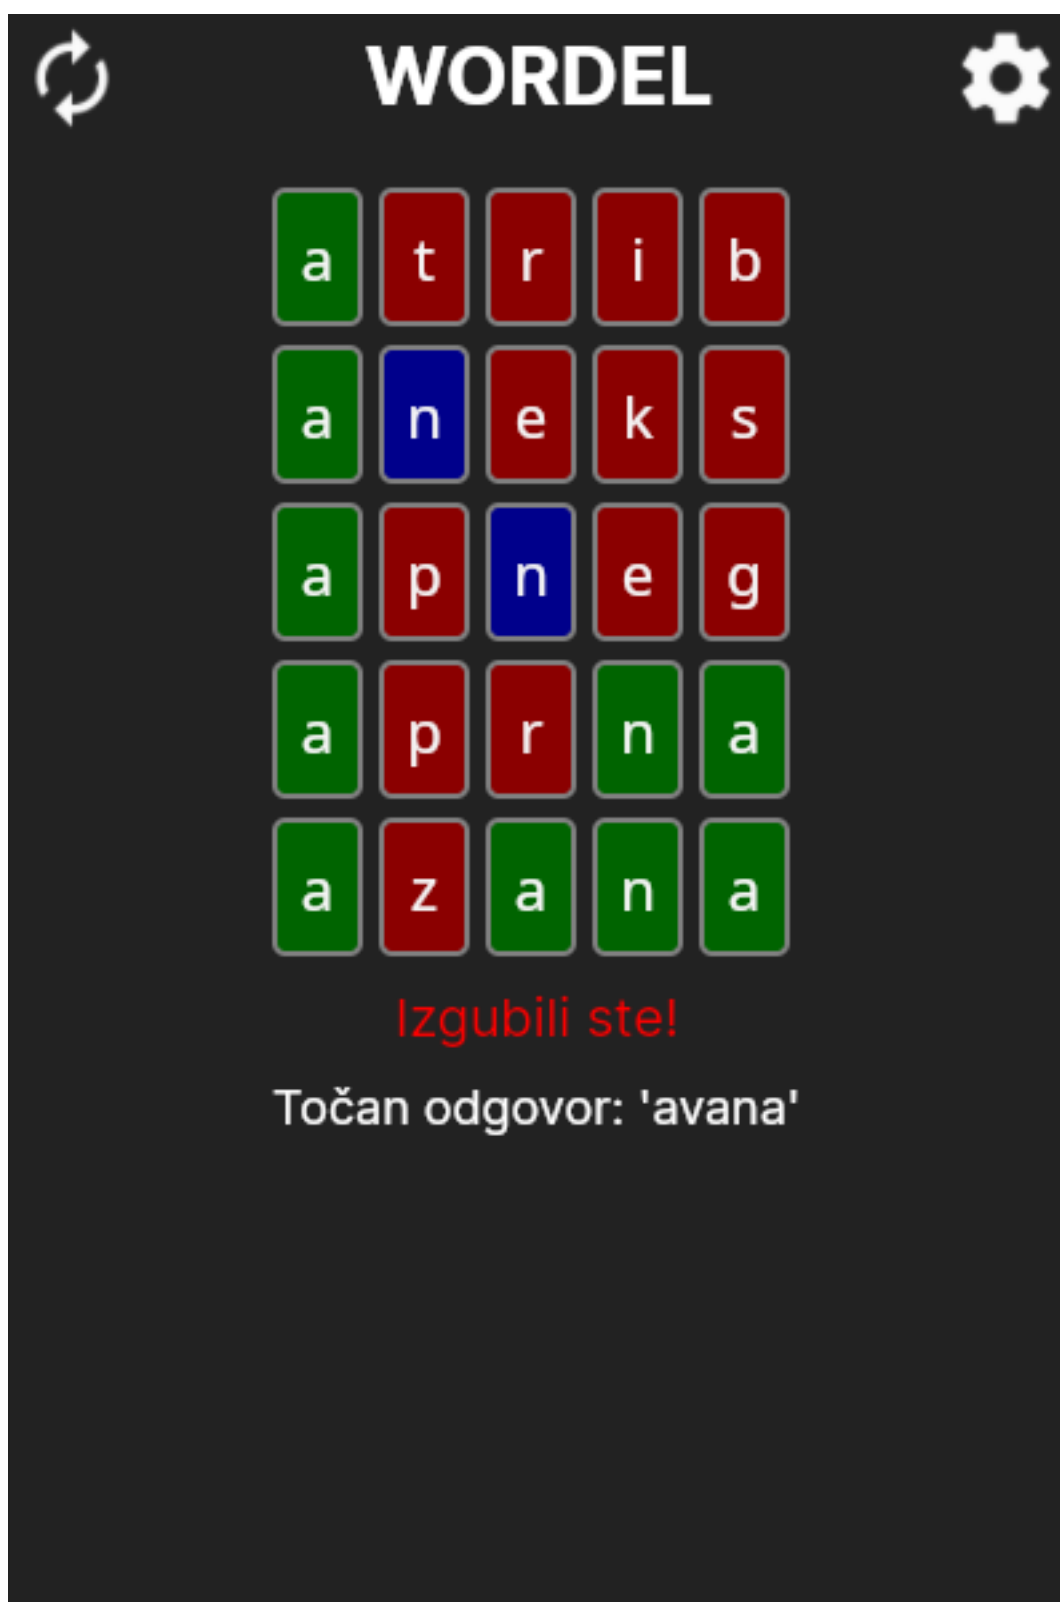 WORDEL
a t r i b
a n e k s
a p n e g
a p r n a
a z a n a
Izgubili ste!
Točan odgovor: 'avana'